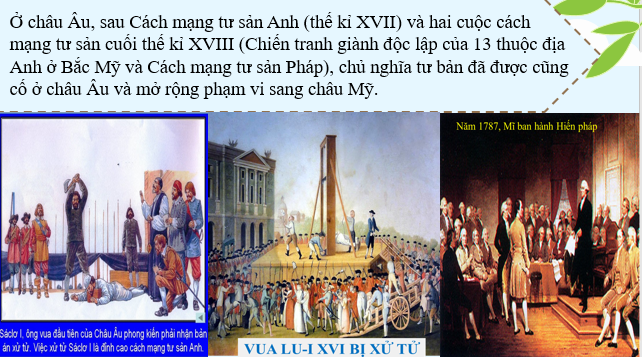 Ở châu Âu, sau Cách mạng tư sản Anh (thế kỉ XVII) và hai cuộc cách
mạng tư sản cuối thế kỉ XVIII (Chiến tranh giành độc lập của 13 thuộc địa
Anh ở Bắc Mỹ và Cách mạng tư sản Pháp), chủ nghĩa tư bản đã được cũng
cố ở châu Âu và mở rộng phạm vi sang châu Mỹ.
Năm 1787, Mĩ ban hành Hiến pháp
Sáclơ I, ông vua đầu tiên của Châu Âu phong kiến phải nhận bản
án xử tử. Việc xử tử Sáclơ I là đỉnh cao cách mạng tư sản Anh.
VUA LU-I XVI BỊ XỬ TỬ